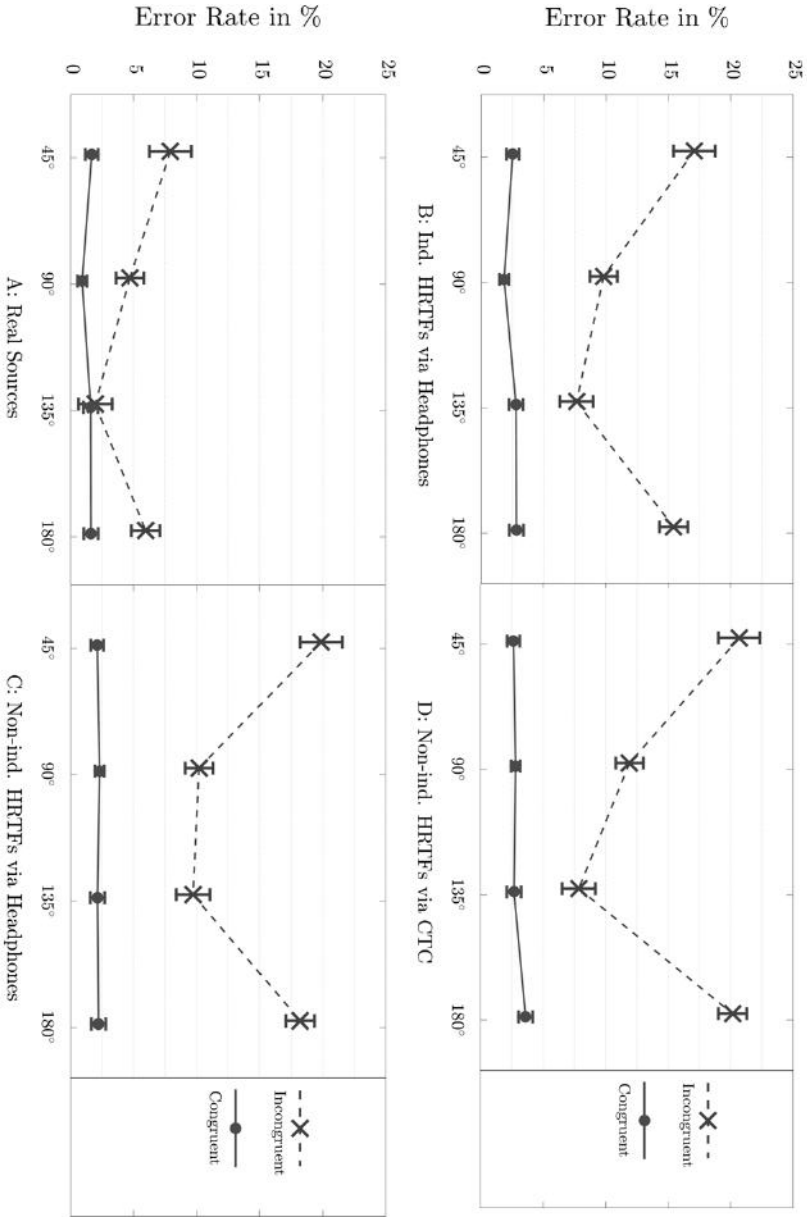 Error Rate in %
0
5
10
15
20
25
45°
90°
135°
180°
A: Real Sources
45°
90°
135°
180°
C: Non-ind. HRTFs via Headphones
Incongruent
Congruent
Error Rate in %
0
5
10
15
20
25
45°
90°
135°
180°
B: Ind. HRTFs via Headphones
45°
90°
135°
180°
D: Non-ind. HRTFs via CTC
Incongruent
Congruent